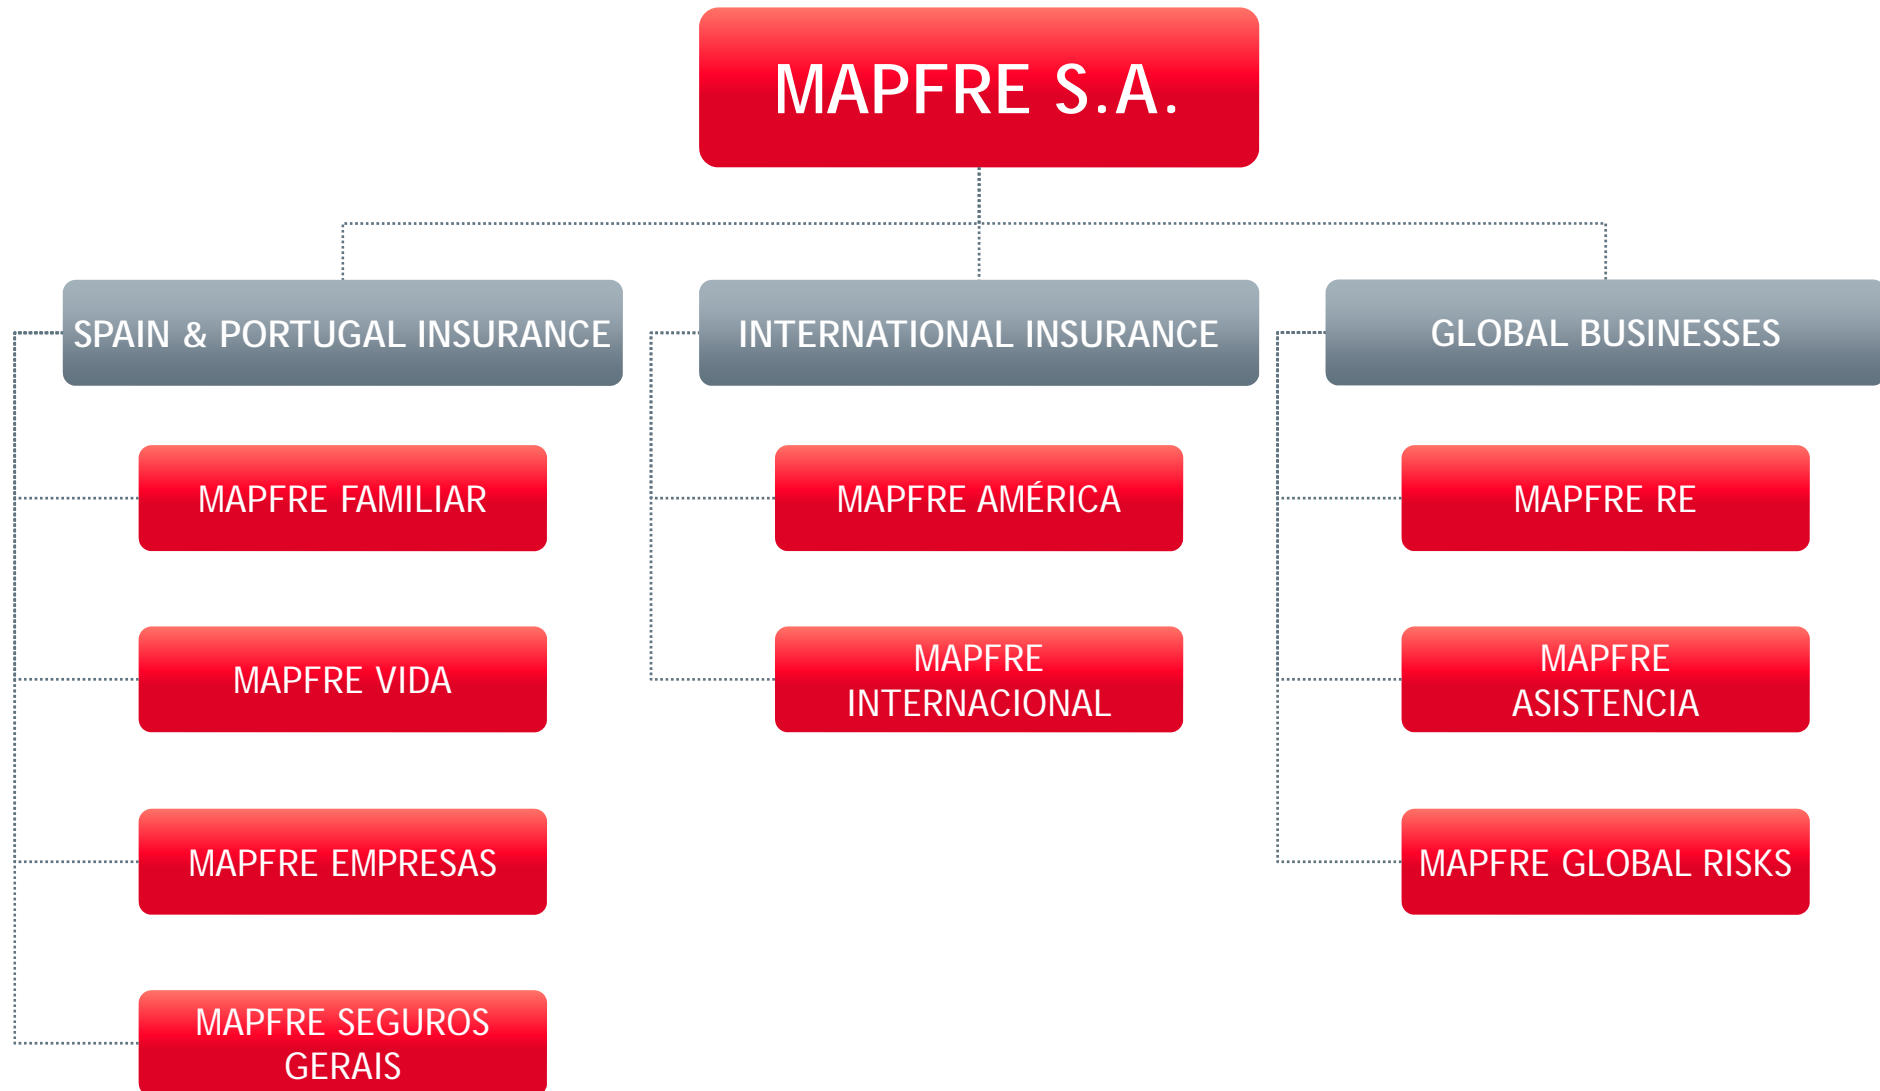 MAPFRE S.A.
SPAIN & PORTUGAL INSURANCE
INTERNATIONAL INSURANCE
GLOBAL BUSINESSES
MAPFRE FAMILIAR
MAPFRE AMÉRICA
MAPFRE RE
MAPFRE VIDA
MAPFRE
INTERNACIONAL
MAPFRE
ASISTENCIA
MAPFRE EMPRESAS
MAPFRE GLOBAL RISKS
MAPFRE SEGUROS
GERAIS